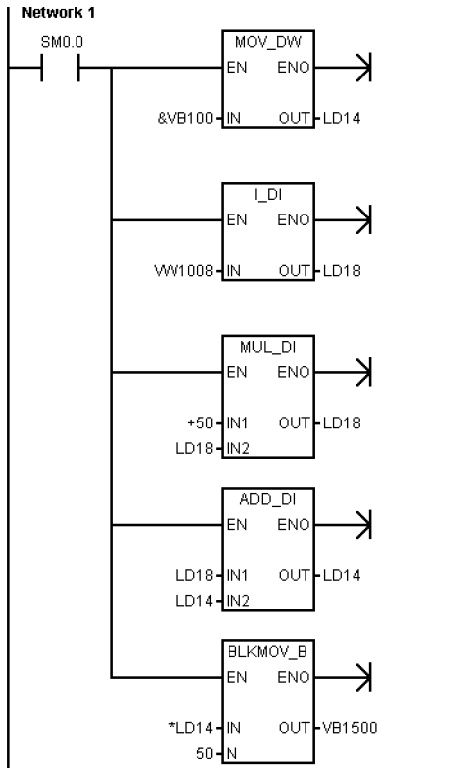 Network 1
SM0.0
MOV_DW
EN ENO
&VB100 IN OUT LD14
I_DI
EN ENO
VW1008 IN OUT LD18
MUL_DI
EN ENO
+50 IN1 OUT LD18
LD18 IN2
ADD_DI
EN ENO
LD18 IN1 OUT LD14
LD14 IN2
BLKMOV_B
EN ENO
*LD14 IN OUT VB1500
50 N